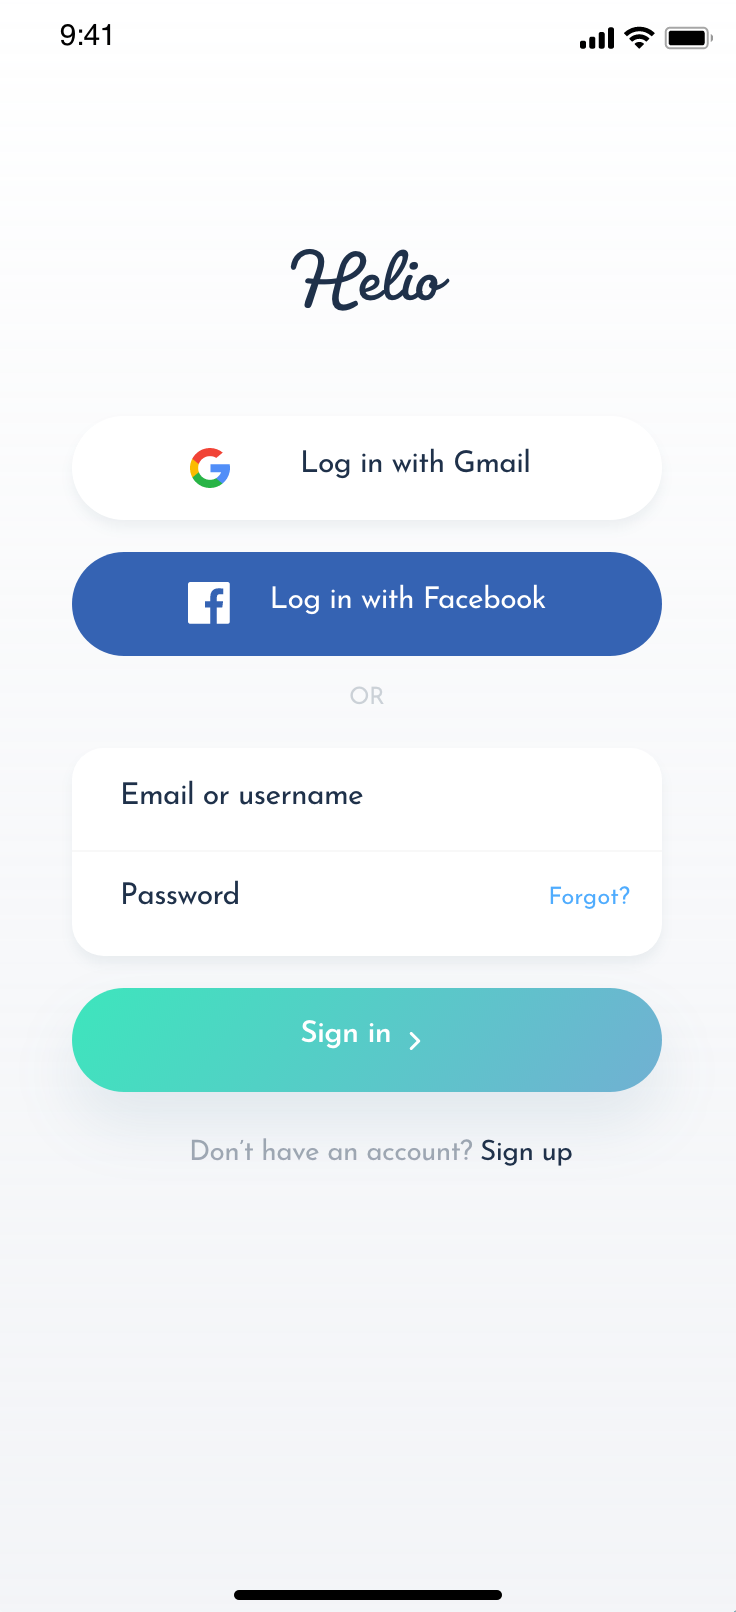 9:41
Helio
Log in with Gmail
Log in with Facebook
OR
Email or username
Password
Forgot?
Sign in
Don't have an account? Sign up